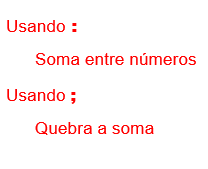 Usando :
Soma entre números
Usando ;
Quebra a soma